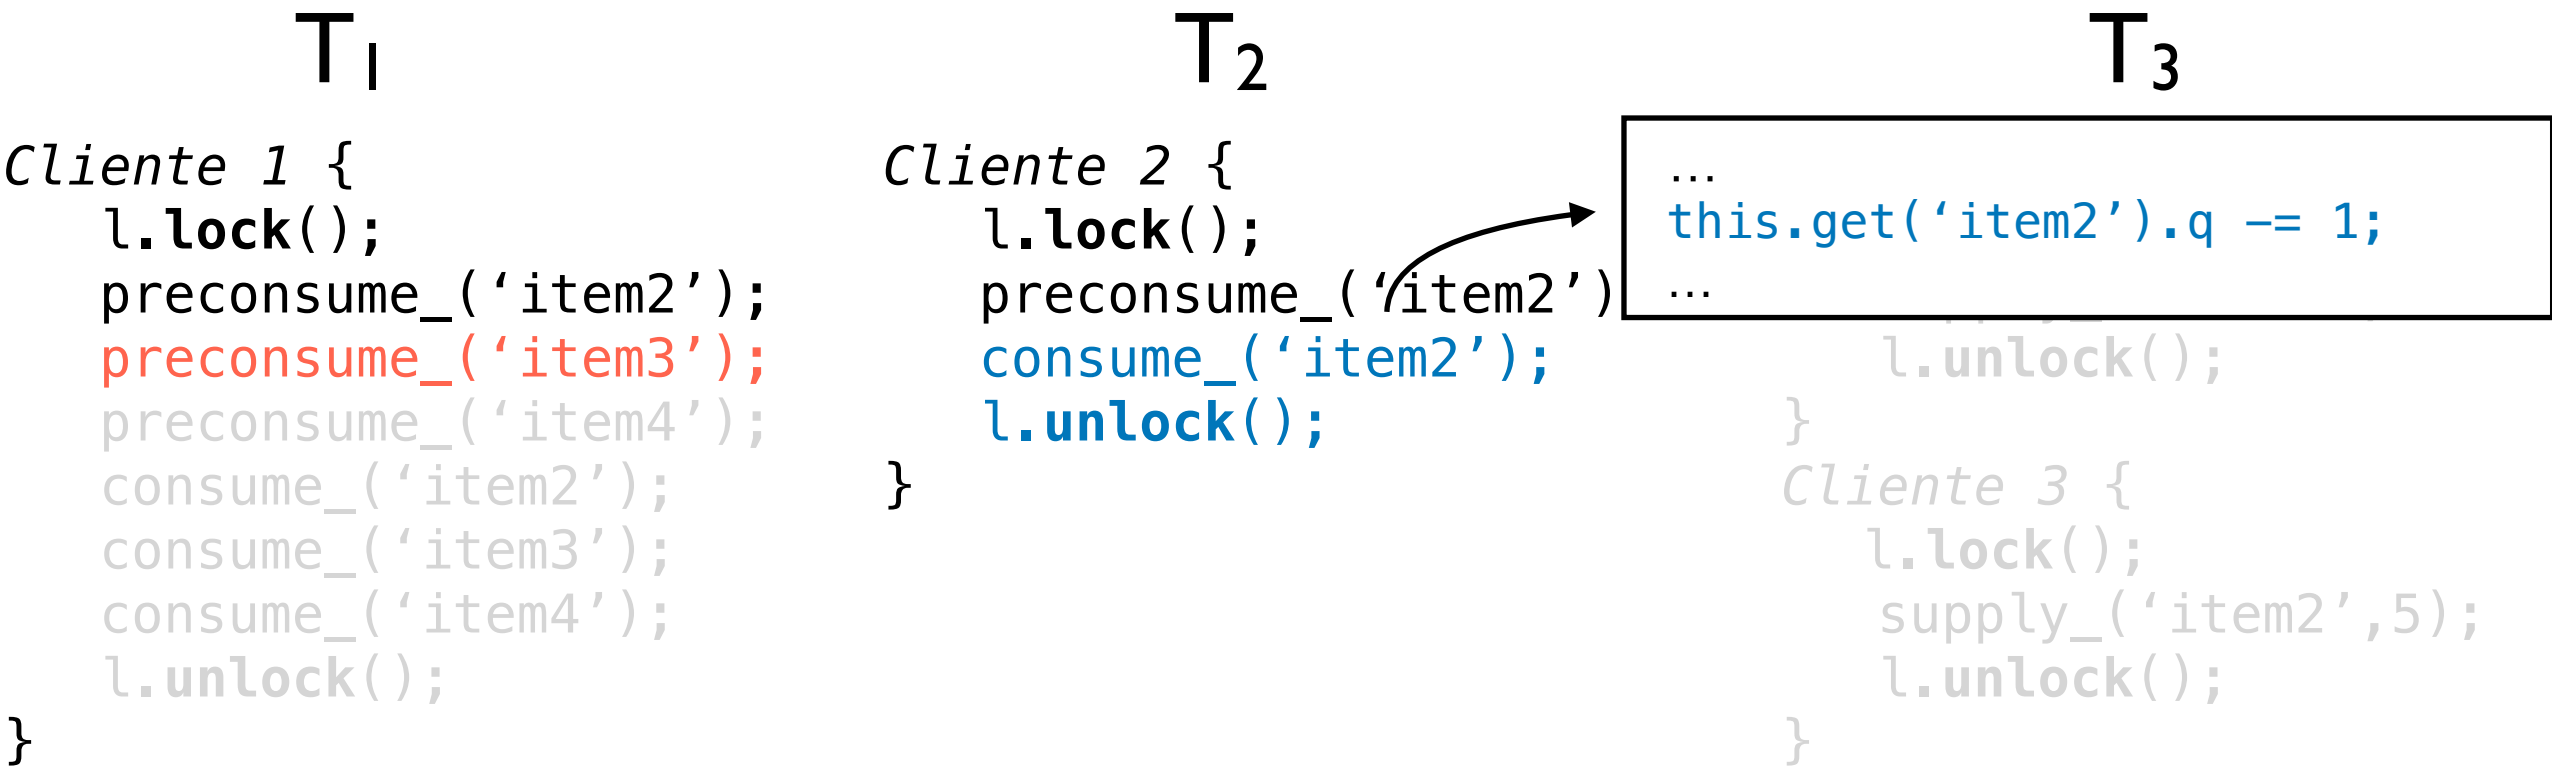 T1
Cliente 1 {
l.lock();
preconsume_(‘item2’);
preconsume_(‘item3’);
preconsume_(‘item4’);
consume_(‘item2’);
consume_(‘item3’);
consume_(‘item4’);
l.unlock();
}
T2
Cliente 2 {
l.lock();
preconsume_(‘item2’)
consume_(‘item2’);
l.unlock();
}
T3
...
this.get(‘item2’).q –= 1;
...
l.unlock();
}
Cliente 3 {
l.lock();
supply_(‘item2’,5);
l.unlock();
}